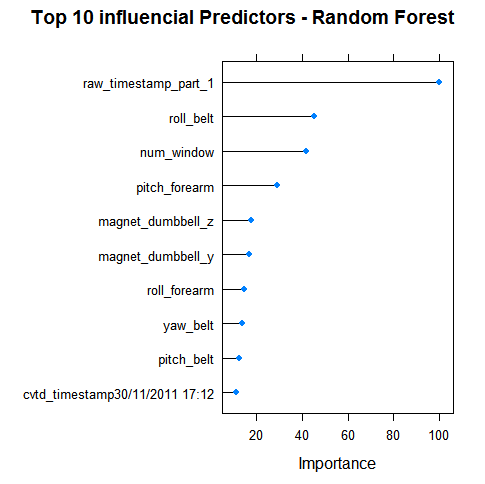 Top 10 influencial Predictors - Random Forest
raw_timestamp_part_1
roll_belt
num_window
pitch_forearm
magnet_dumbbell_z
magnet_dumbbell_y
roll_forearm
yaw_belt
pitch_belt
cvtd_timestamp30/11/2011 17:12
20 40 60 80 100
Importance